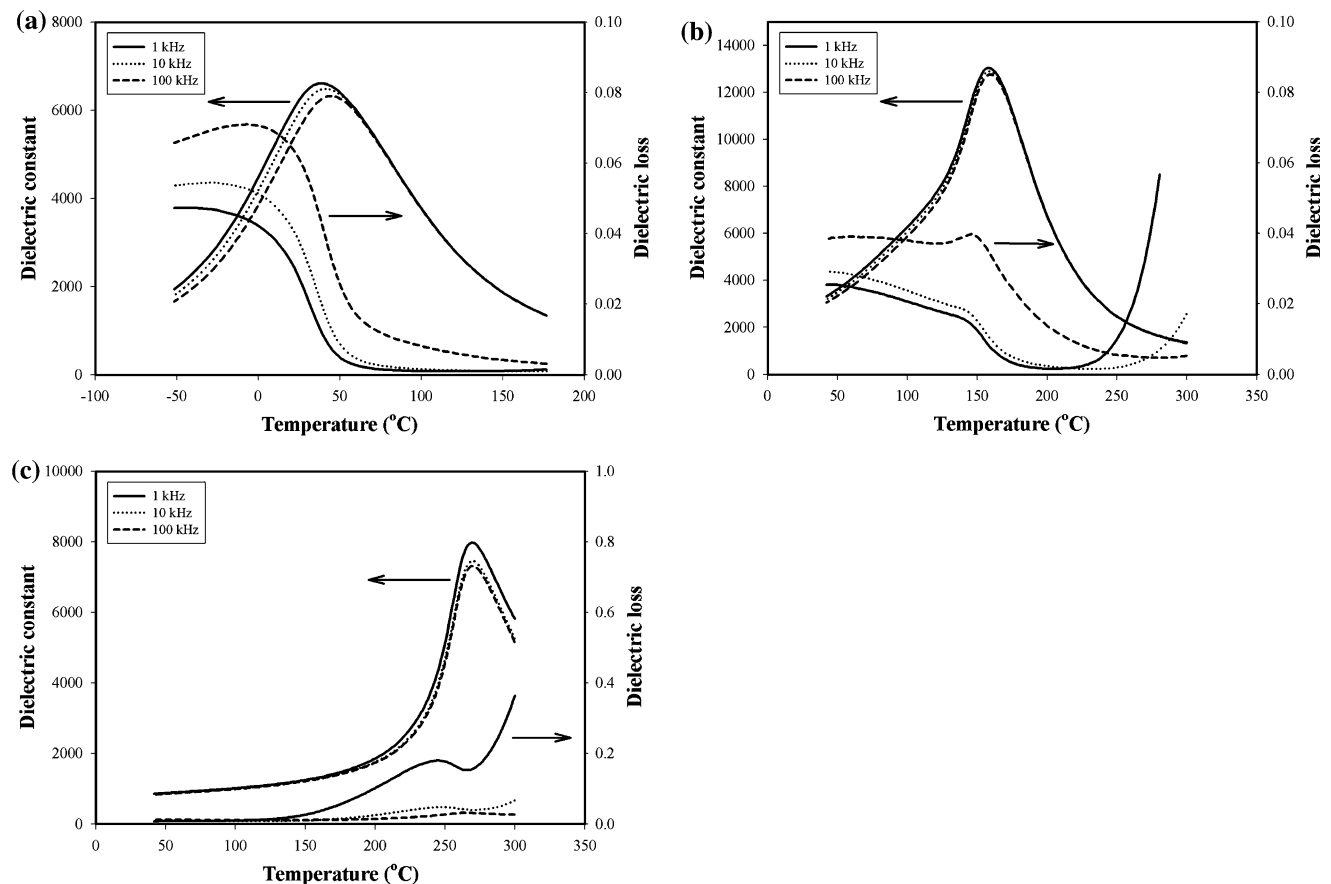 (a)
8000
6000
4000
2000
0
0.10
0.08
0.06
0.04
0.02
0.00
-100
-50
0
50
100
150
200
1 kHz
10 kHz
100 kHz
Dielectric constant
Dielectric loss
Temperature (°C)
(b)
14000
12000
10000
8000
6000
4000
2000
0
0.10
0.08
0.06
0.04
0.02
0.00
0
50
100
150
200
250
300
350
1 kHz
10 kHz
100 kHz
Dielectric constant
Dielectric loss
Temperature (°C)
(c)
10000
8000
6000
4000
2000
0
1.0
0.8
0.6
0.4
0.2
0.0
0
50
100
150
200
250
300
350
1 kHz
10 kHz
100 kHz
Dielectric constant
Dielectric loss
Temperature (°C)